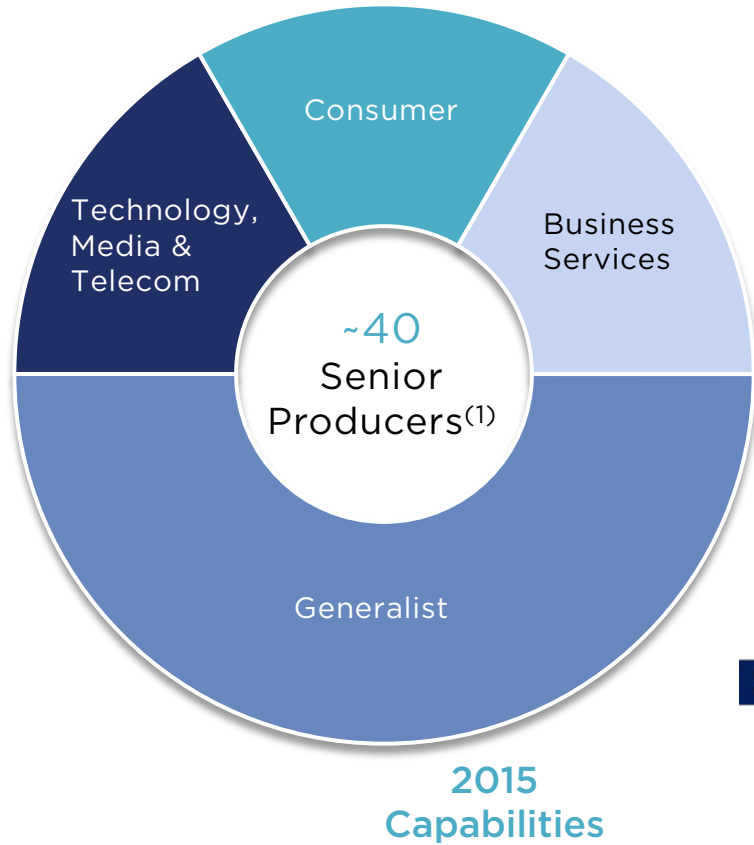 Consumer
Technology,
Media &
Telecom
Business
Services
~40
Senior
Producers(1)
Generalist
2015
Capabilities